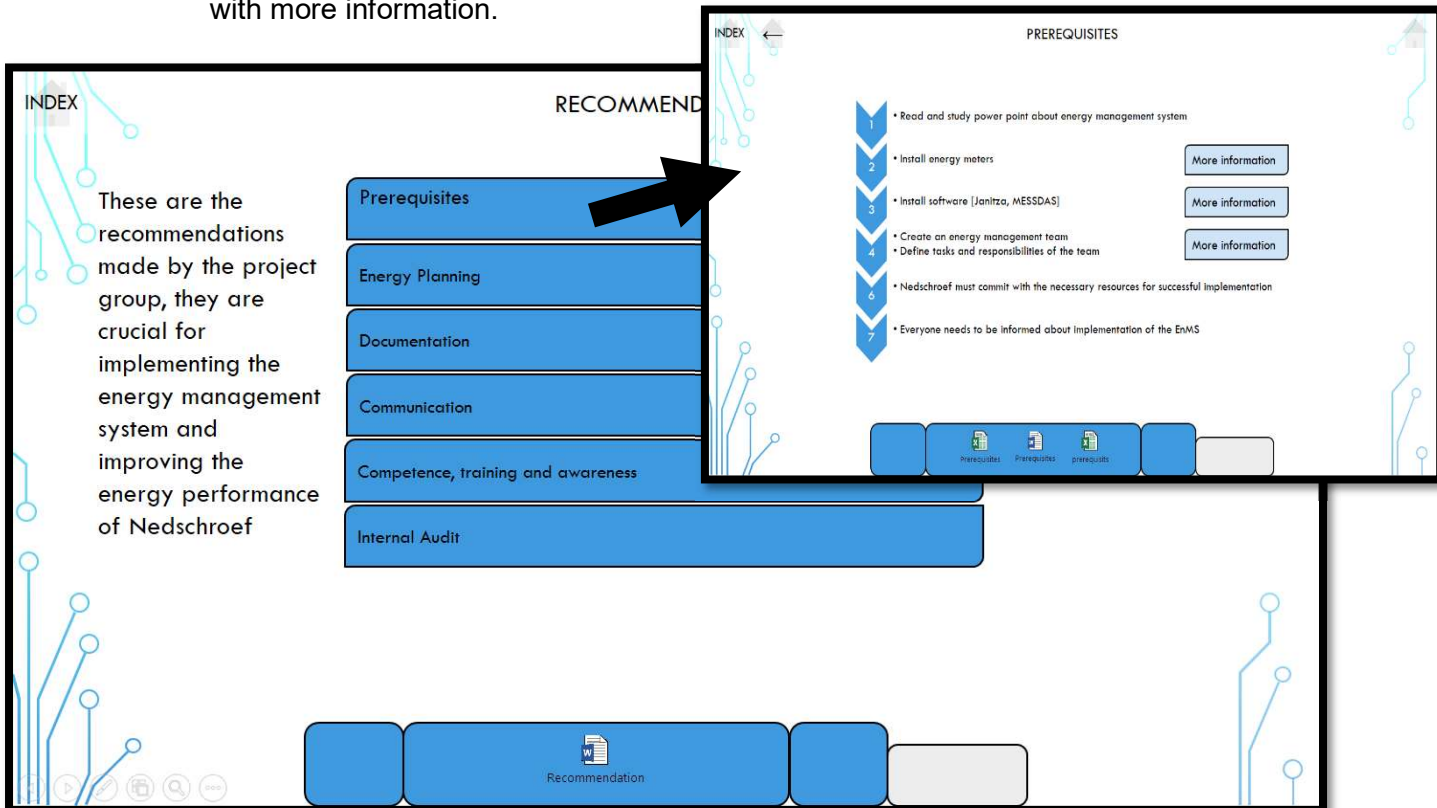 with more information.
INDEX
RECOMMEND
These are the
recommendations
made by the project
group, they are
crucial for
implementing the
energy management
system and
improving the
energy performance
of Nedschroef
Prerequisites
Energy Planning
Documentation
Communication
Competence, training and awareness
Internal Audit
W
Recommendation
INDEX ←
PREREQUISITES
1
• Read and study power point about energy management system
2
• Install energy meters
More information
3
• Install software [Janitza, MESSDAS]
More information
4
• Create an energy management team
• Define tasks and responsibilities of the team
More information
6
• Nedschroef must commit with the necessary resources for successful implementation
7
• Everyone needs to be informed about implementation of the EnMS
Prerequisites Prerequisites prerequisits